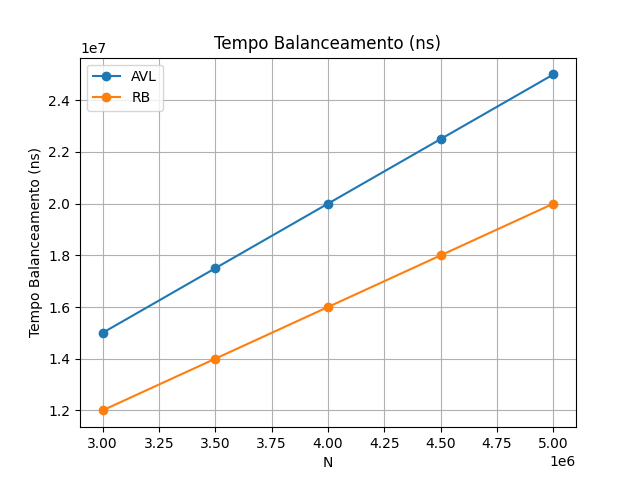 Tempo Balanceamento (ns)
1e7
AVL
RB
2.4
2.2
2.0
1.8
1.6
1.4
1.2
Tempo Balanceamento (ns)
3.00 3.25 3.50 3.75 4.00 4.25 4.50 4.75 5.00
1e6
N